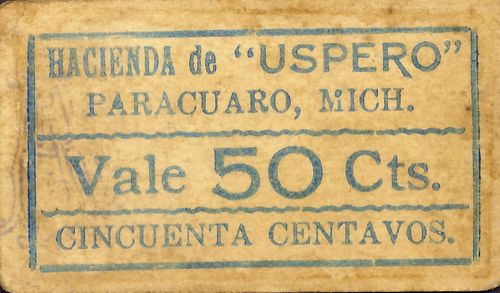 HACIENDA de "USPERO"
PARACUARO, MICH.
Vale 50 Cts.
CINCUENTA CENTAVOS.